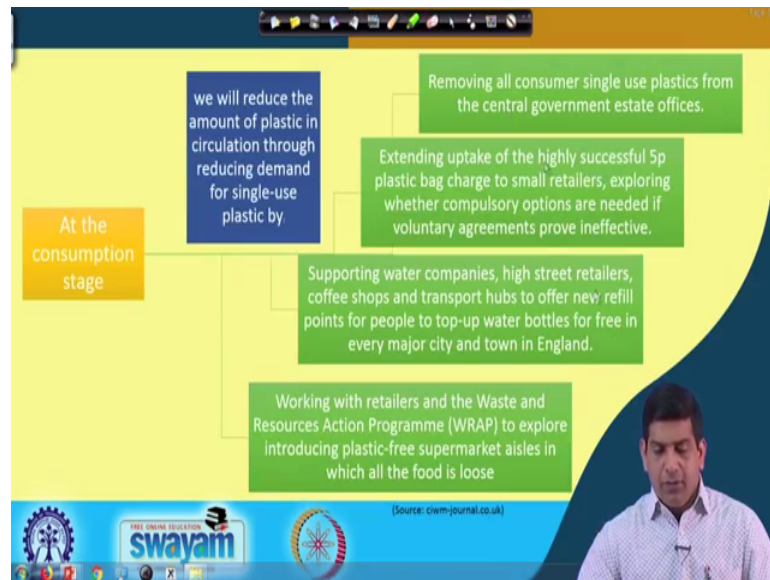 At the
consumption
stage
we will reduce the
amount of plastic in
circulation through
reducing demand
for single-use
plastic by
Removing all consumer single use plastics from
the central government estate offices.
Extending uptake of the highly successful 5p
plastic bag charge to small retailers, exploring
whether compulsory options are needed if
voluntary agreements prove ineffective.
Supporting water companies, high street retailers,
coffee shops and transport hubs to offer new refill
points for people to top-up water bottles for free in
every major city and town in England.
Working with retailers and the Waste and
Resources Action Programme (WRAP) to explore
introducing plastic-free supermarket aisles in
which all the food is loose
(Source: ciwm-journal.co.uk)
FREE ONLINE EDUCATION
swayam